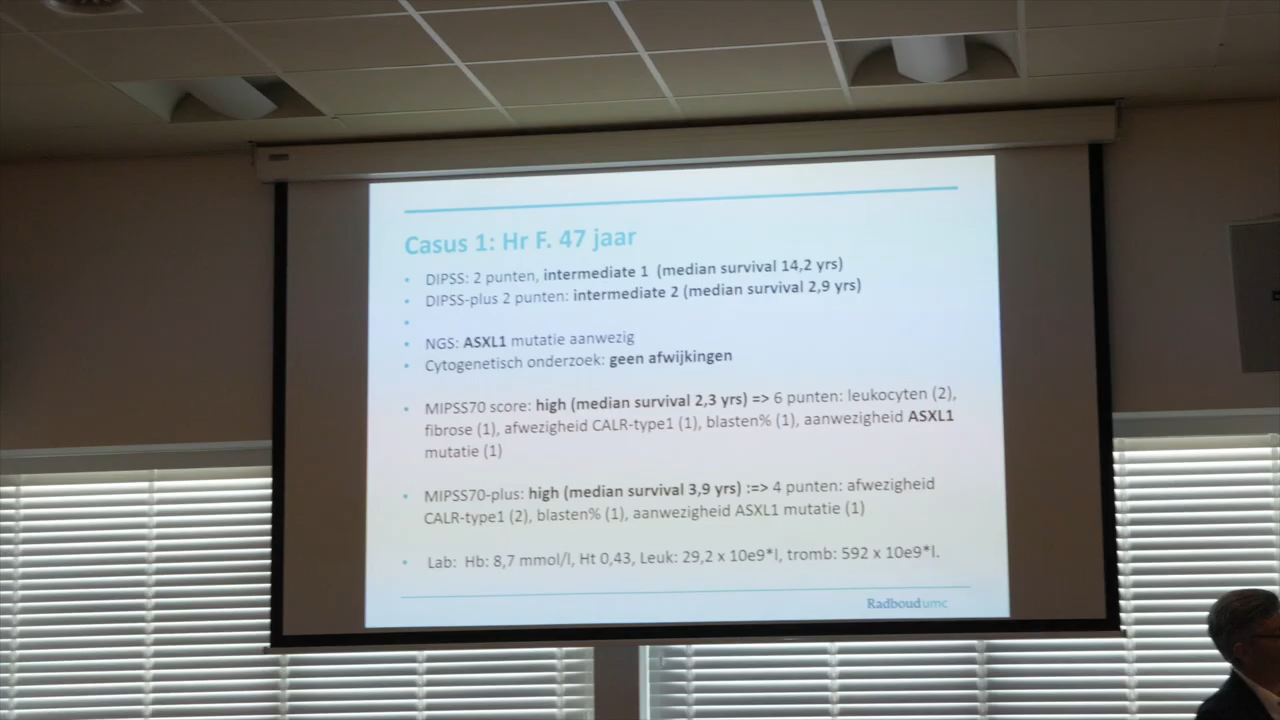 Casus 1: Hr F. 47 jaar
• DIPSS: 2 punten, intermediate 1 (median survival 14,2 yrs)
• DIPSS-plus 2 punten: intermediate 2 (median survival 2,9 yrs)
•
• NGS: ASXL1 mutatie aanwezig
• Cytogenetisch onderzoek: geen afwijkingen
• MIPSS70 score: high (median survival 2,3 yrs) => 6 punten: leukocyten (2),
fibrose (1), afwezigheid CALR-type1 (1), blasten% (1), aanwezigheid ASXL1
mutatie (1)
• MIPSS70-plus: high (median survival 3,9 yrs) :=> 4 punten: afwezigheid
CALR-type1 (2), blasten% (1), aanwezigheid ASXL1 mutatie (1)
• Lab: Hb: 8,7 mmol/l, Ht 0,43, Leuk: 29,2 x 10e9*l, tromb: 592 x 10e9*l.
Radboudumc